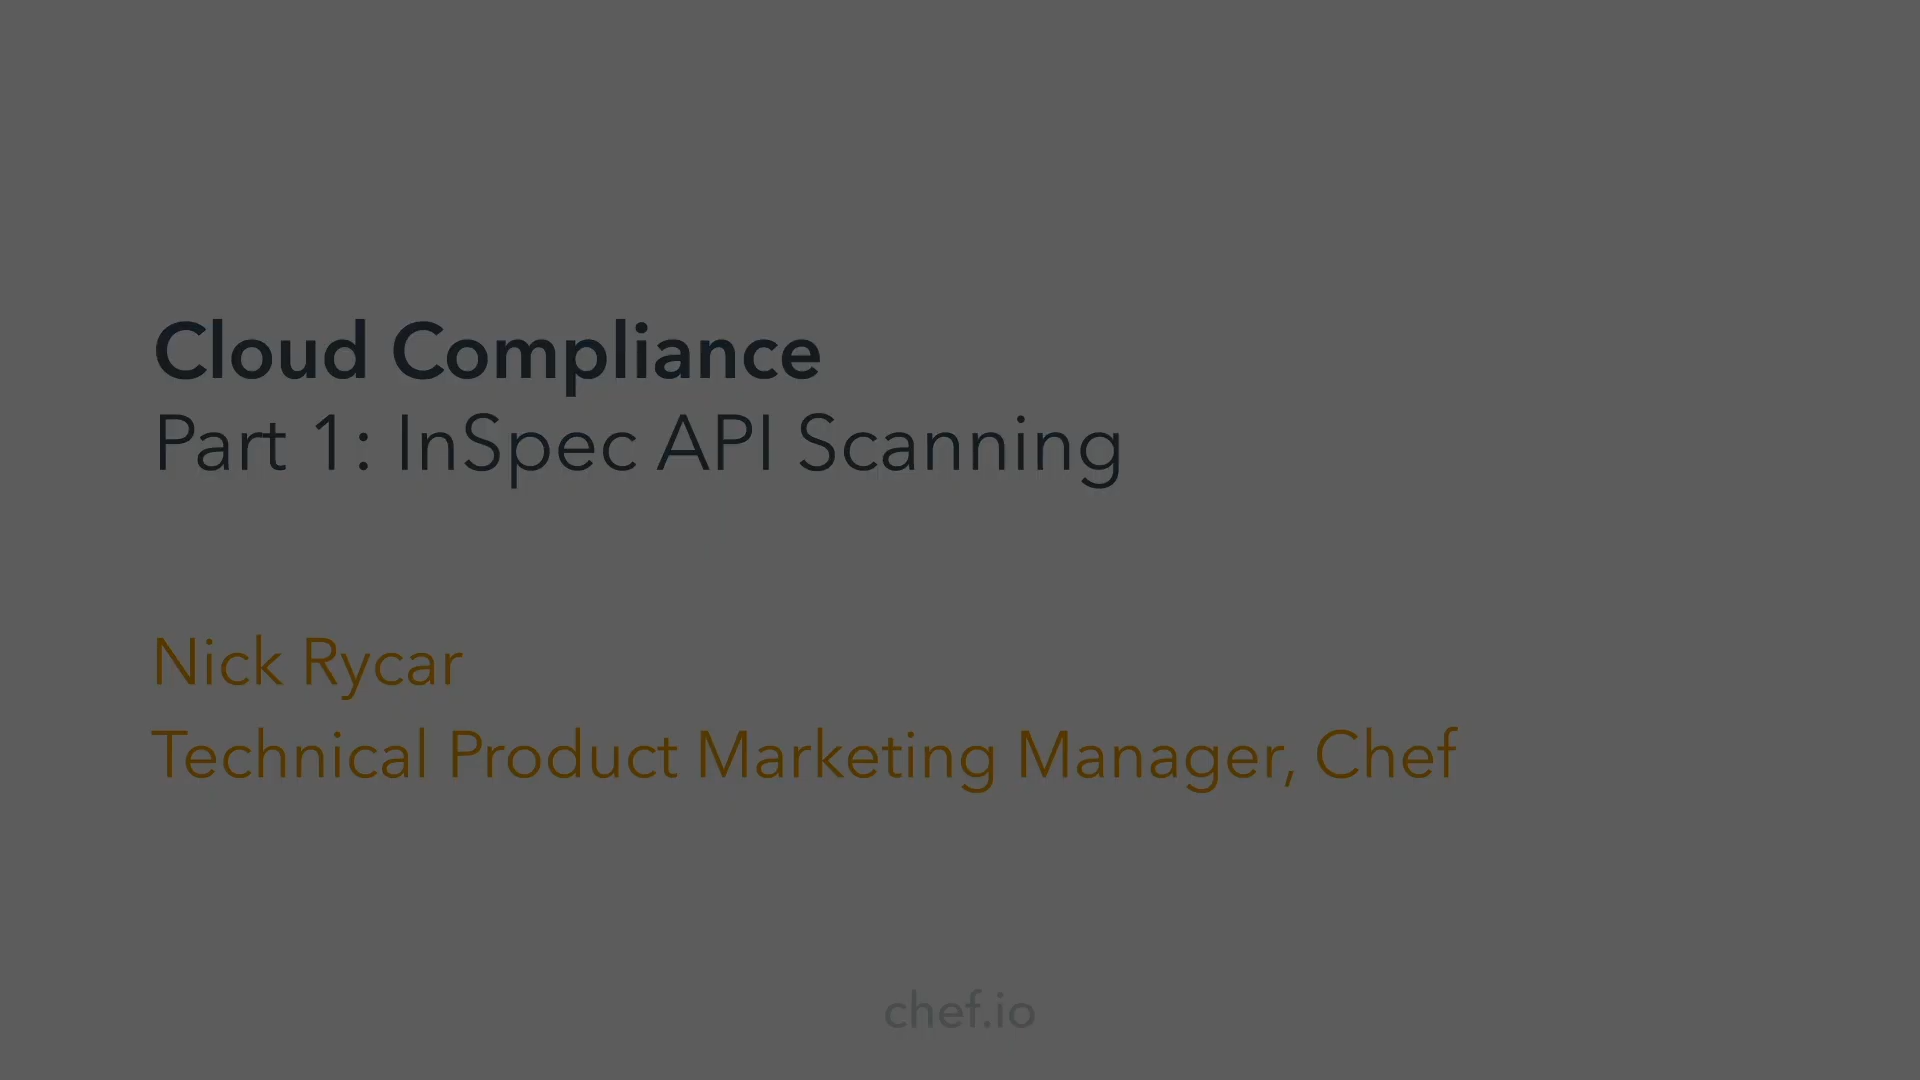 Cloud Compliance
Part 1: InSpec API Scanning
Nick Rycar
Technical Product Marketing Manager, Chef
chef.io